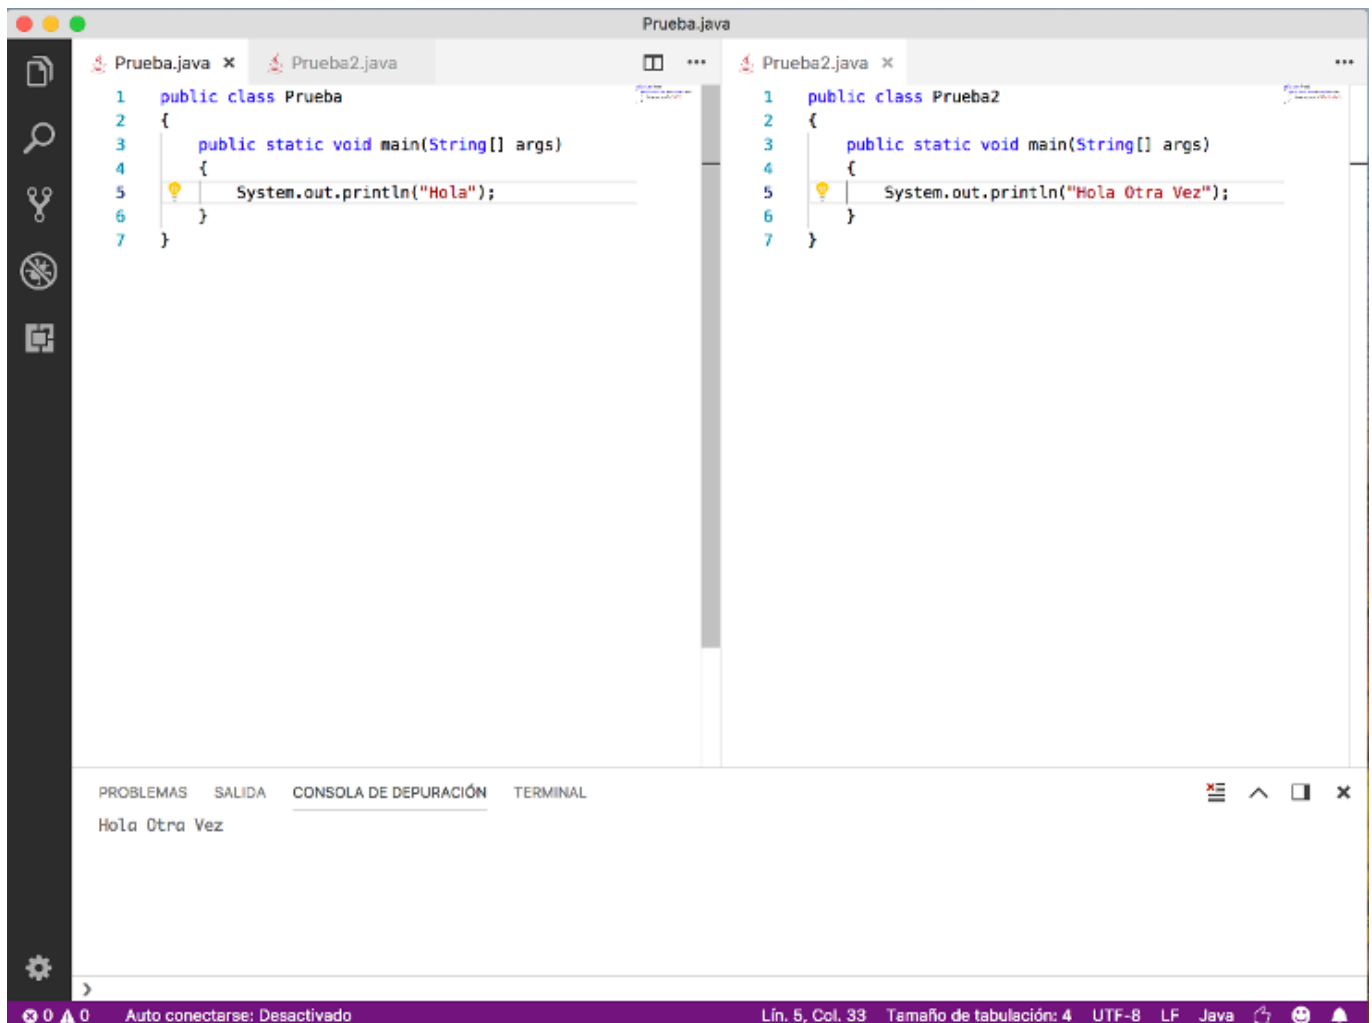 Prueba.java
Prueba.java Prueba2.java
1 public class Prueba
2 {
3 public static void main(String[] args)
4 {
5 System.out.println("Hola");
6 }
7 }
Prueba2.java
1 public class Prueba2
2 {
3 public static void main(String[] args)
4 {
5 System.out.println("Hola Otra Vez");
6 }
7 }
PROBLEMAS SALIDA CONSOLA DE DEPURACIÓN TERMINAL
Hola Otra Vez
0 0 Auto conectarse: Desactivado Lín. 5, Col. 33 Tamaño de tabulación: 4 UTF-8 LF Java